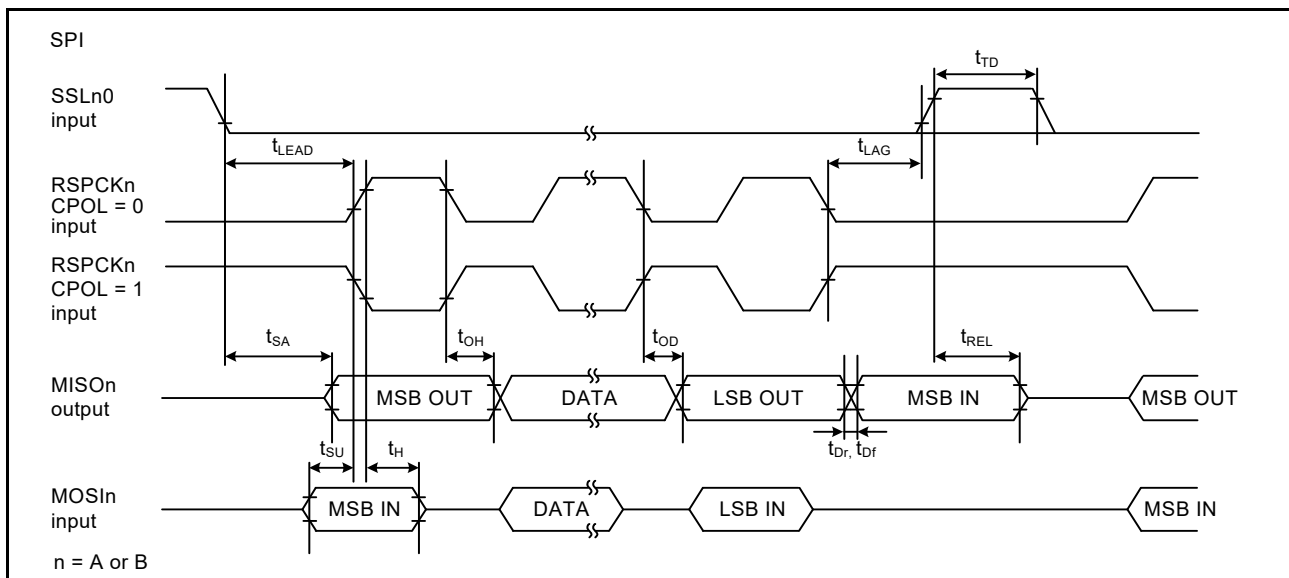 SPI
tTD
SSLn0
input
tLEAD
tLAG
RSPCKn
CPOL = 0
input
RSPCKn
CPOL = 1
input
tSA
tOH
tOD
tREL
MISOn
output
MSB OUT
DATA
LSB OUT
MSB IN
MSB OUT
tSU
tH
tDr, tDf
MOSIn
input
MSB IN
DATA
LSB IN
MSB IN
n = A or B